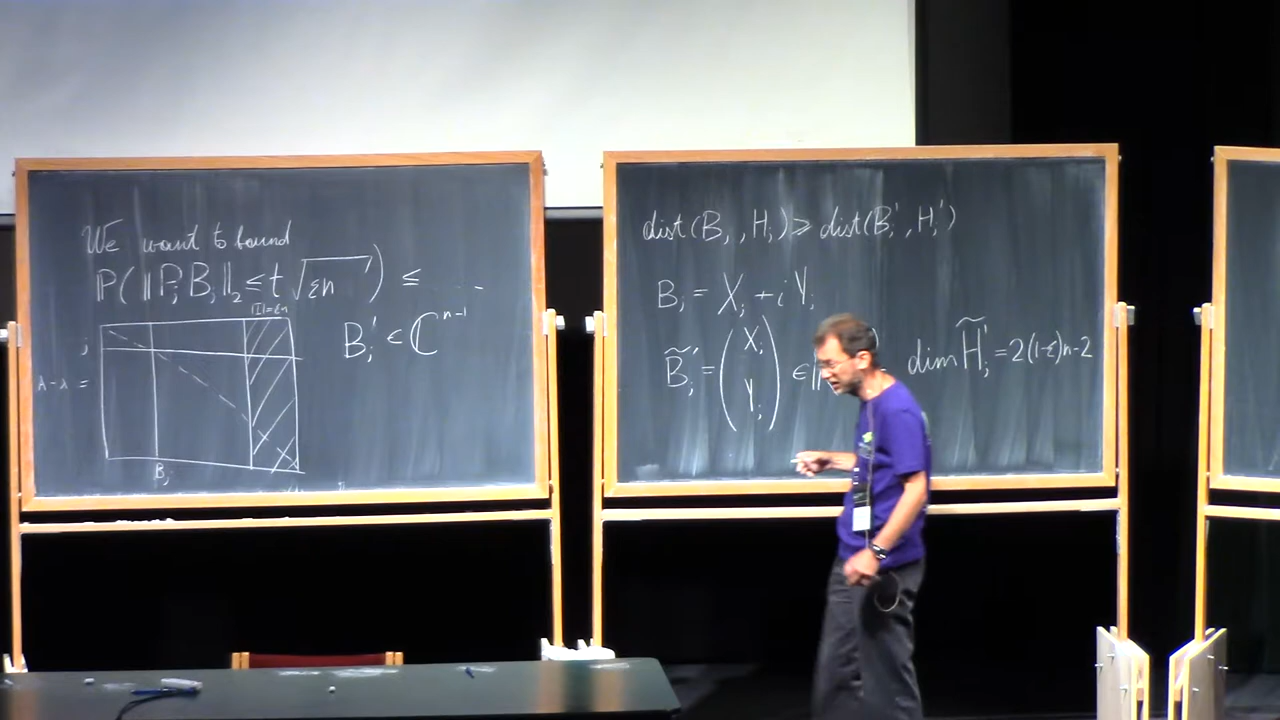 We want to bound
ℙ(‖P_j B_j‖_2 ≤ t √εn) ≤ ...
|I|=εn
j
A-λ =
B_j
B_j' ∈ ℂ^{n-1}
dist(B_j, H_j) ⩾ dist(B_j', H_j')
B_j = X_j + i Y_j
B̃_j' = (X_j Y_j) ∈
dim H̃_j' = 2(1-ε)n-2